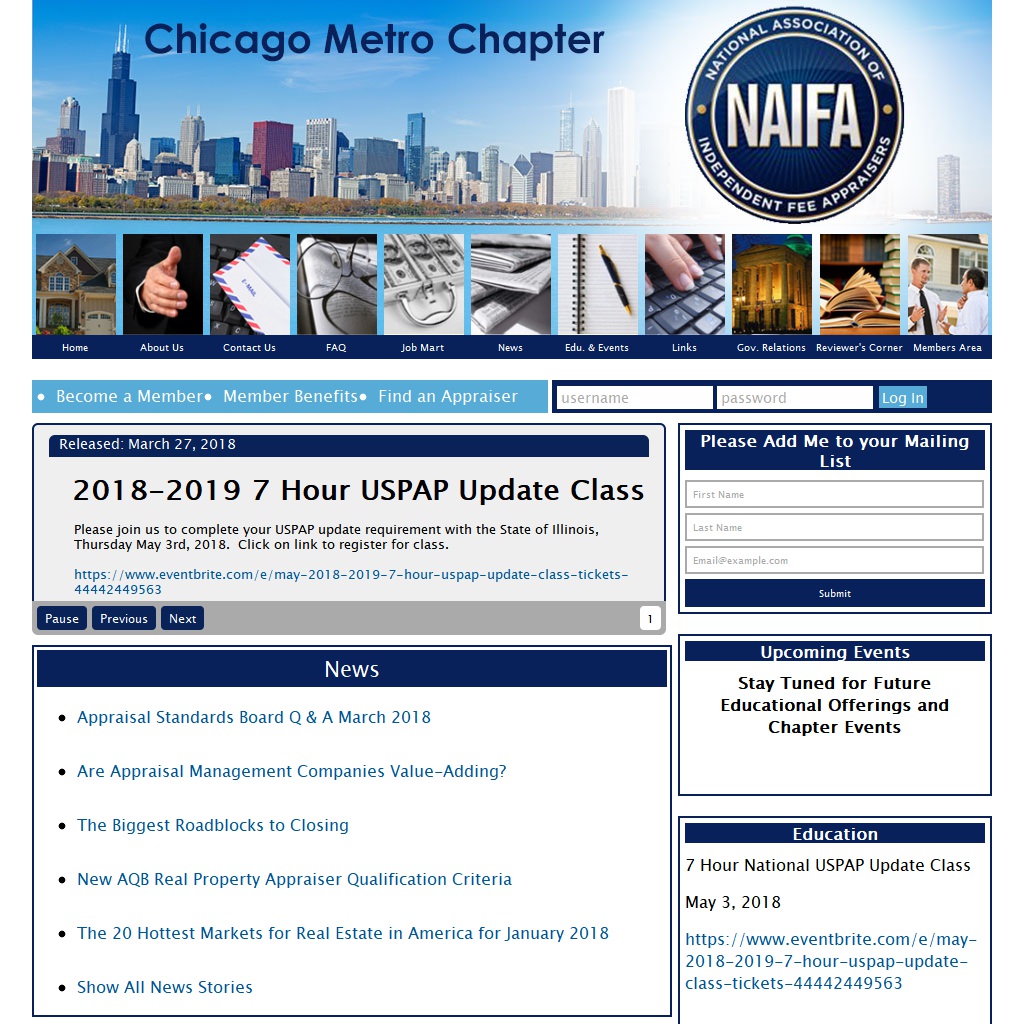 Chicago Metro Chapter
NATIONAL ASSOCIATION OF
NAIFA
INDEPENDENT FEE APPRAISERS
E-MAIL
Home
About Us
Contact Us
FAQ
Job Mart
News
Edu. & Events
Links
Gov. Relations
Reviewer's Corner
Members Area
• Become a Member• Member Benefits• Find an Appraiser
username
password
Log In
Released: March 27, 2018
2018-2019 7 Hour USPAP Update Class
Please join us to complete your USPAP update requirement with the State of Illinois,
Thursday May 3rd, 2018.  Click on link to register for class.
https://www.eventbrite.com/e/may-2018-2019-7-hour-uspap-update-class-tickets-
44442449563
Pause
Previous
Next
1
News
• Appraisal Standards Board Q & A March 2018
• Are Appraisal Management Companies Value-Adding?
• The Biggest Roadblocks to Closing
• New AQB Real Property Appraiser Qualification Criteria
• The 20 Hottest Markets for Real Estate in America for January 2018
• Show All News Stories
Please Add Me to your Mailing
List
First Name
Last Name
Email@example.com
Submit
Upcoming Events
Stay Tuned for Future
Educational Offerings and
Chapter Events
Education
7 Hour National USPAP Update Class
May 3, 2018
https://www.eventbrite.com/e/may-
2018-2019-7-hour-uspap-update-
class-tickets-44442449563